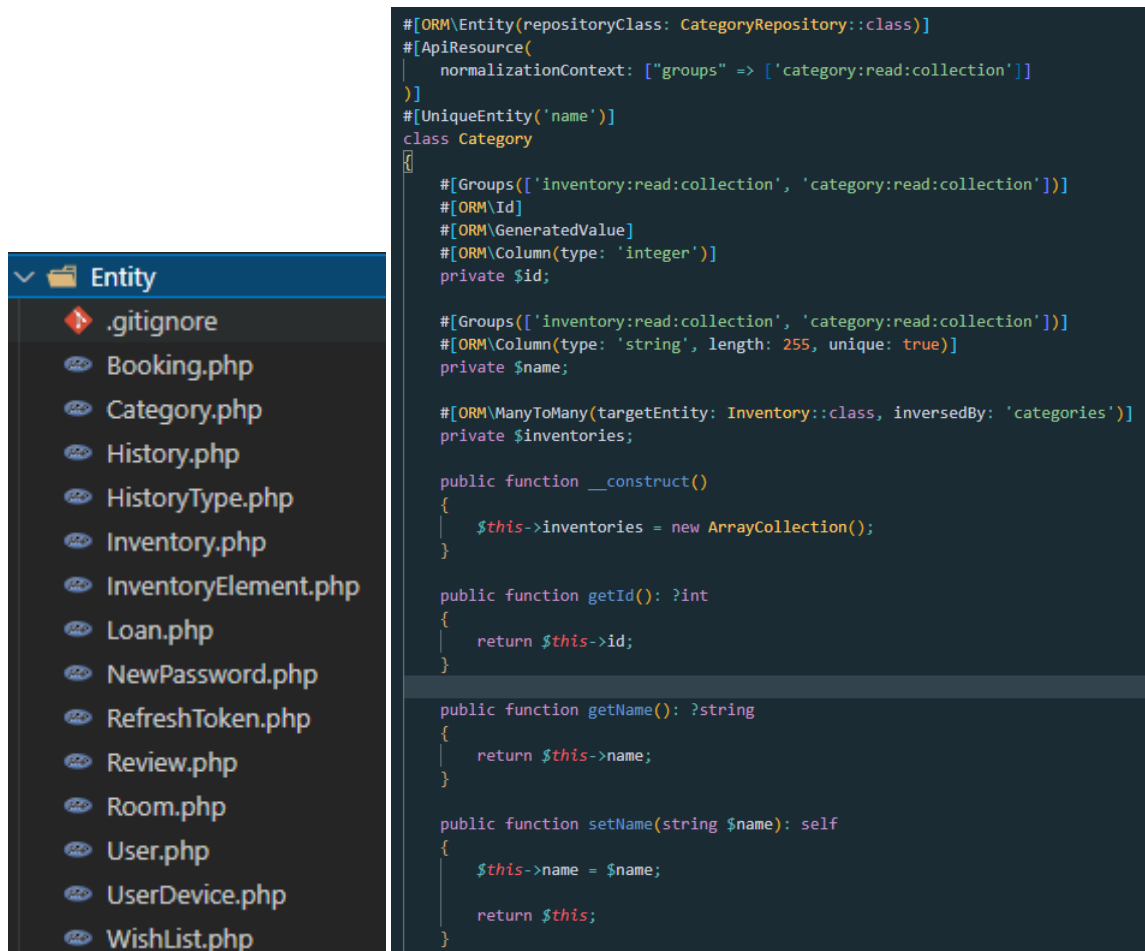 Entity
.gitignore
Booking.php
Category.php
History.php
HistoryType.php
Inventory.php
InventoryElement.php
Loan.php
NewPassword.php
RefreshToken.php
Review.php
Room.php
User.php
UserDevice.php
WishList.php
#[ORM\Entity(repositoryClass: CategoryRepository::class)]
#[ApiResource(
    normalizationContext: ["groups" => ['category:read:collection']]
)]
#[UniqueEntity('name')]
class Category
{
    #[Groups(['inventory:read:collection', 'category:read:collection'])]
    #[ORM\Id]
    #[ORM\GeneratedValue]
    #[ORM\Column(type: 'integer')]
    private $id;
    #[Groups(['inventory:read:collection', 'category:read:collection'])]
    #[ORM\Column(type: 'string', length: 255, unique: true)]
    private $name;
    #[ORM\ManyToMany(targetEntity: Inventory::class, inversedBy: 'categories')]
    private $inventories;
    public function __construct()
    {
        $this->inventories = new ArrayCollection();
    }
    public function getId(): ?int
    {
        return $this->id;
    }
    public function getName(): ?string
    {
        return $this->name;
    }
    public function setName(string $name): self
    {
        $this->name = $name;
        return $this;
    }